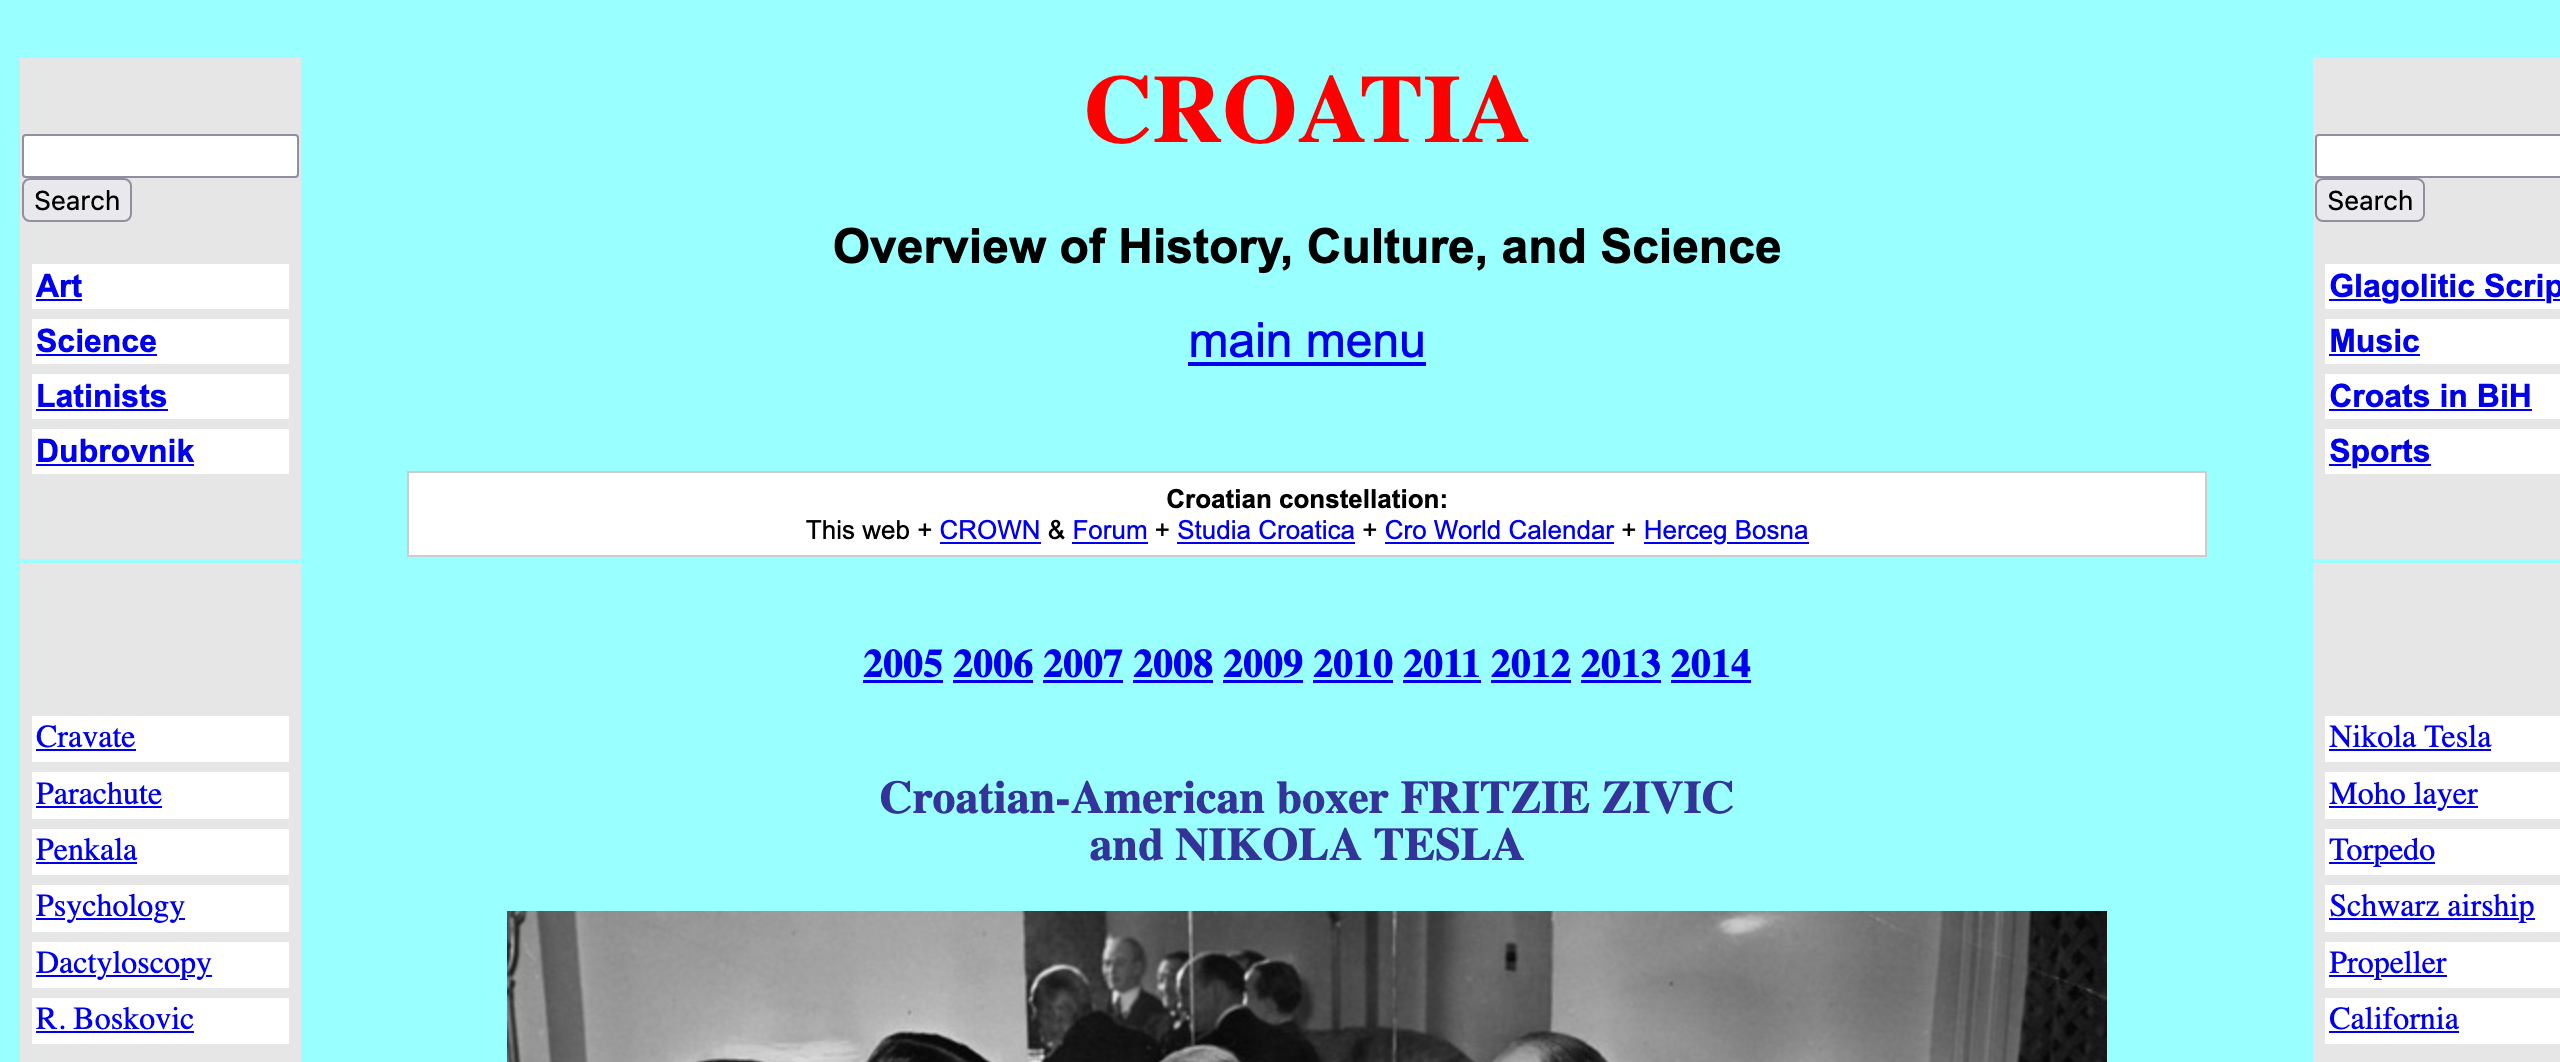 CROATIA
Overview of History, Culture, and Science
main menu
Search
Art
Science
Latinists
Dubrovnik
Search
Glagolitic Scrip
Music
Croats in BiH
Sports
Croatian constellation:
This web + CROWN & Forum + Studia Croatica + Cro World Calendar + Herceg Bosna
2005 2006 2007 2008 2009 2010 2011 2012 2013 2014
Croatian-American boxer FRITZIE ZIVIC
and NIKOLA TESLA
Cravate
Parachute
Penkala
Psychology
Dactyloscopy
R. Boskovic
Nikola Tesla
Moho layer
Torpedo
Schwarz airship
Propeller
California